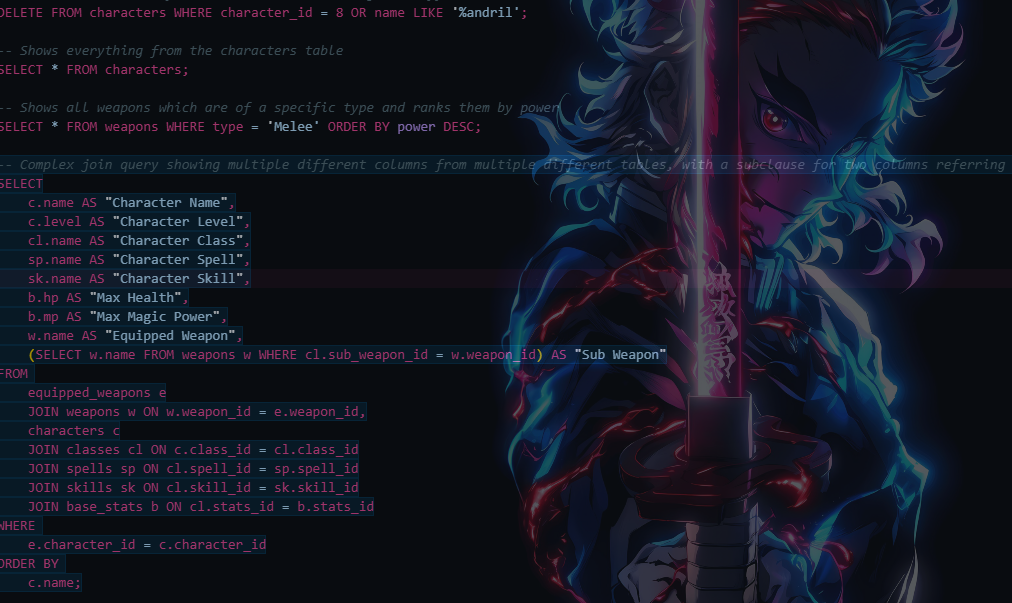 DELETE FROM characters WHERE character_id = 8 OR name LIKE '%andril';
-- Shows everything from the characters table
SELECT * FROM characters;
-- Shows all weapons which are of a specific type and ranks them by power
SELECT * FROM weapons WHERE type = 'Melee' ORDER BY power DESC;
-- Complex join query showing multiple different columns from multiple different tables, with a subclause for two columns referring
SELECT
c.name AS "Character Name",
c.level AS "Character Level",
cl.name AS "Character Class",
sp.name AS "Character Spell",
sk.name AS "Character Skill",
b.hp AS "Max Health",
b.mp AS "Max Magic Power",
w.name AS "Equipped Weapon",
(SELECT w.name FROM weapons w WHERE cl.sub_weapon_id = w.weapon_id) AS "Sub Weapon"
FROM
equipped_weapons e
JOIN weapons w ON w.weapon_id = e.weapon_id,
characters c
JOIN classes cl ON c.class_id = cl.class_id
JOIN spells sp ON cl.spell_id = sp.spell_id
JOIN skills sk ON cl.skill_id = sk.skill_id
JOIN base_stats b ON cl.stats_id = b.stats_id
WHERE
e.character_id = c.character_id
ORDER BY
c.name;